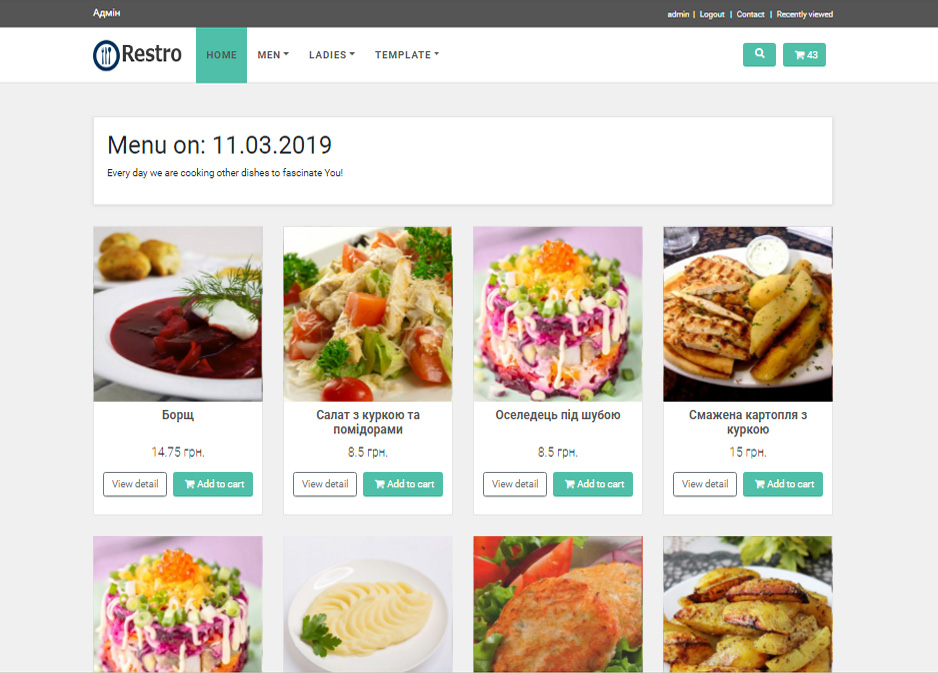 Адмін
admin | Logout | Contact | Recently viewed
Restro HOME MEN LADIES TEMPLATE 43
Menu on: 11.03.2019
Every day we are cooking other dishes to fascinate You!
Борщ
14.75 грн.
View detail Add to cart
Салат з куркою та
помідорами
8.5 грн.
View detail Add to cart
Оселедець під шубою
8.5 грн.
View detail Add to cart
Смажена картопля з
куркою
15 грн.
View detail Add to cart